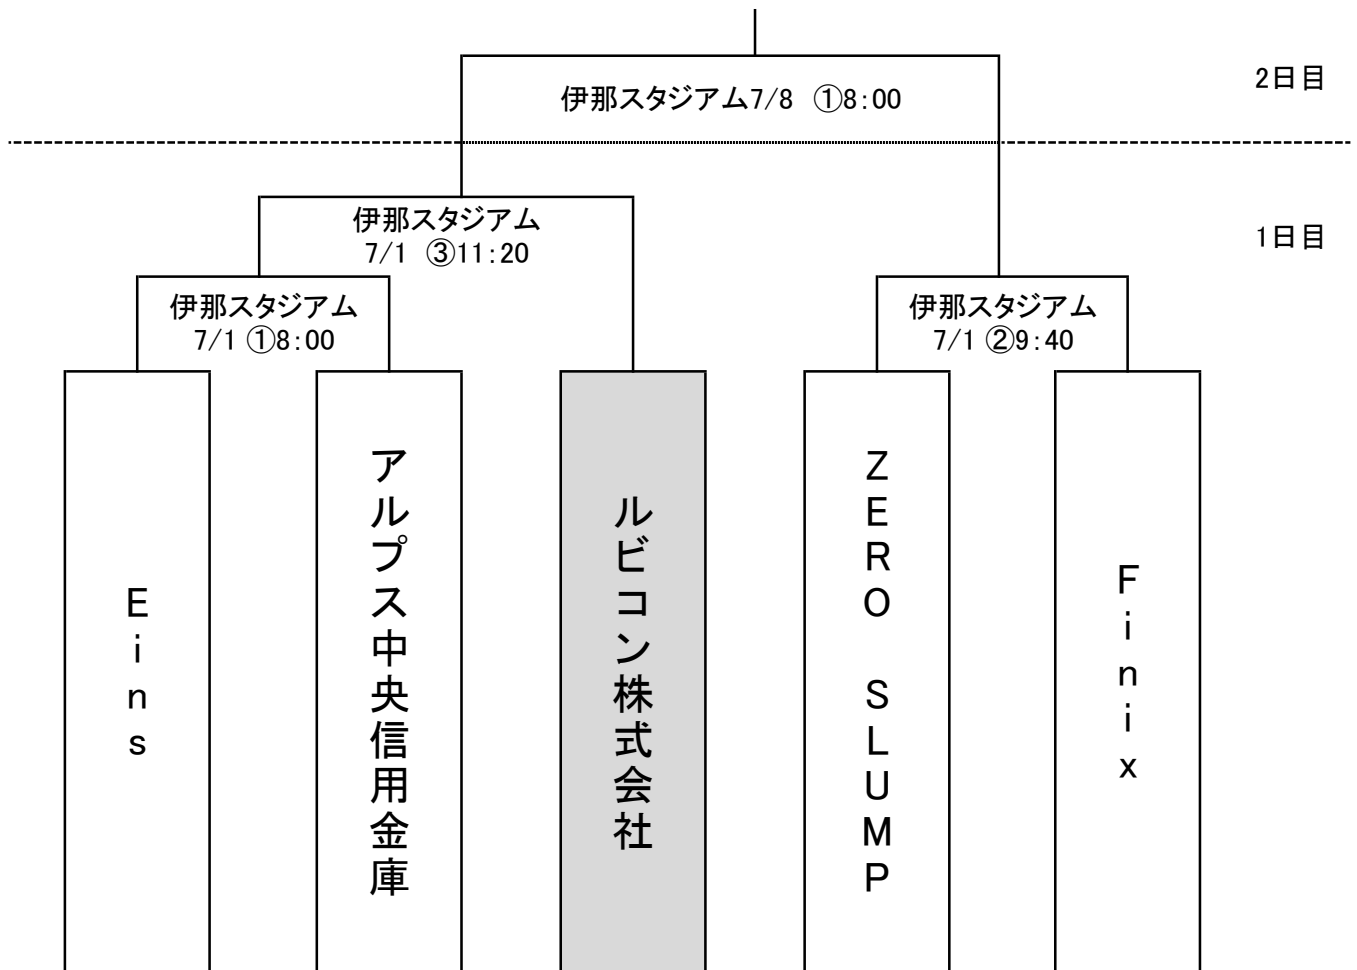 伊那スタジアム7/8 ①8:00
2日目
伊那スタジアム
7/1 ③11:20
1日目
伊那スタジアム
7/1 ①8:00
伊那スタジアム
7/1 ②9:40
Eins
アルプス中央信用金庫
ルビコン株式会社
ZERO SLUMP
Finix